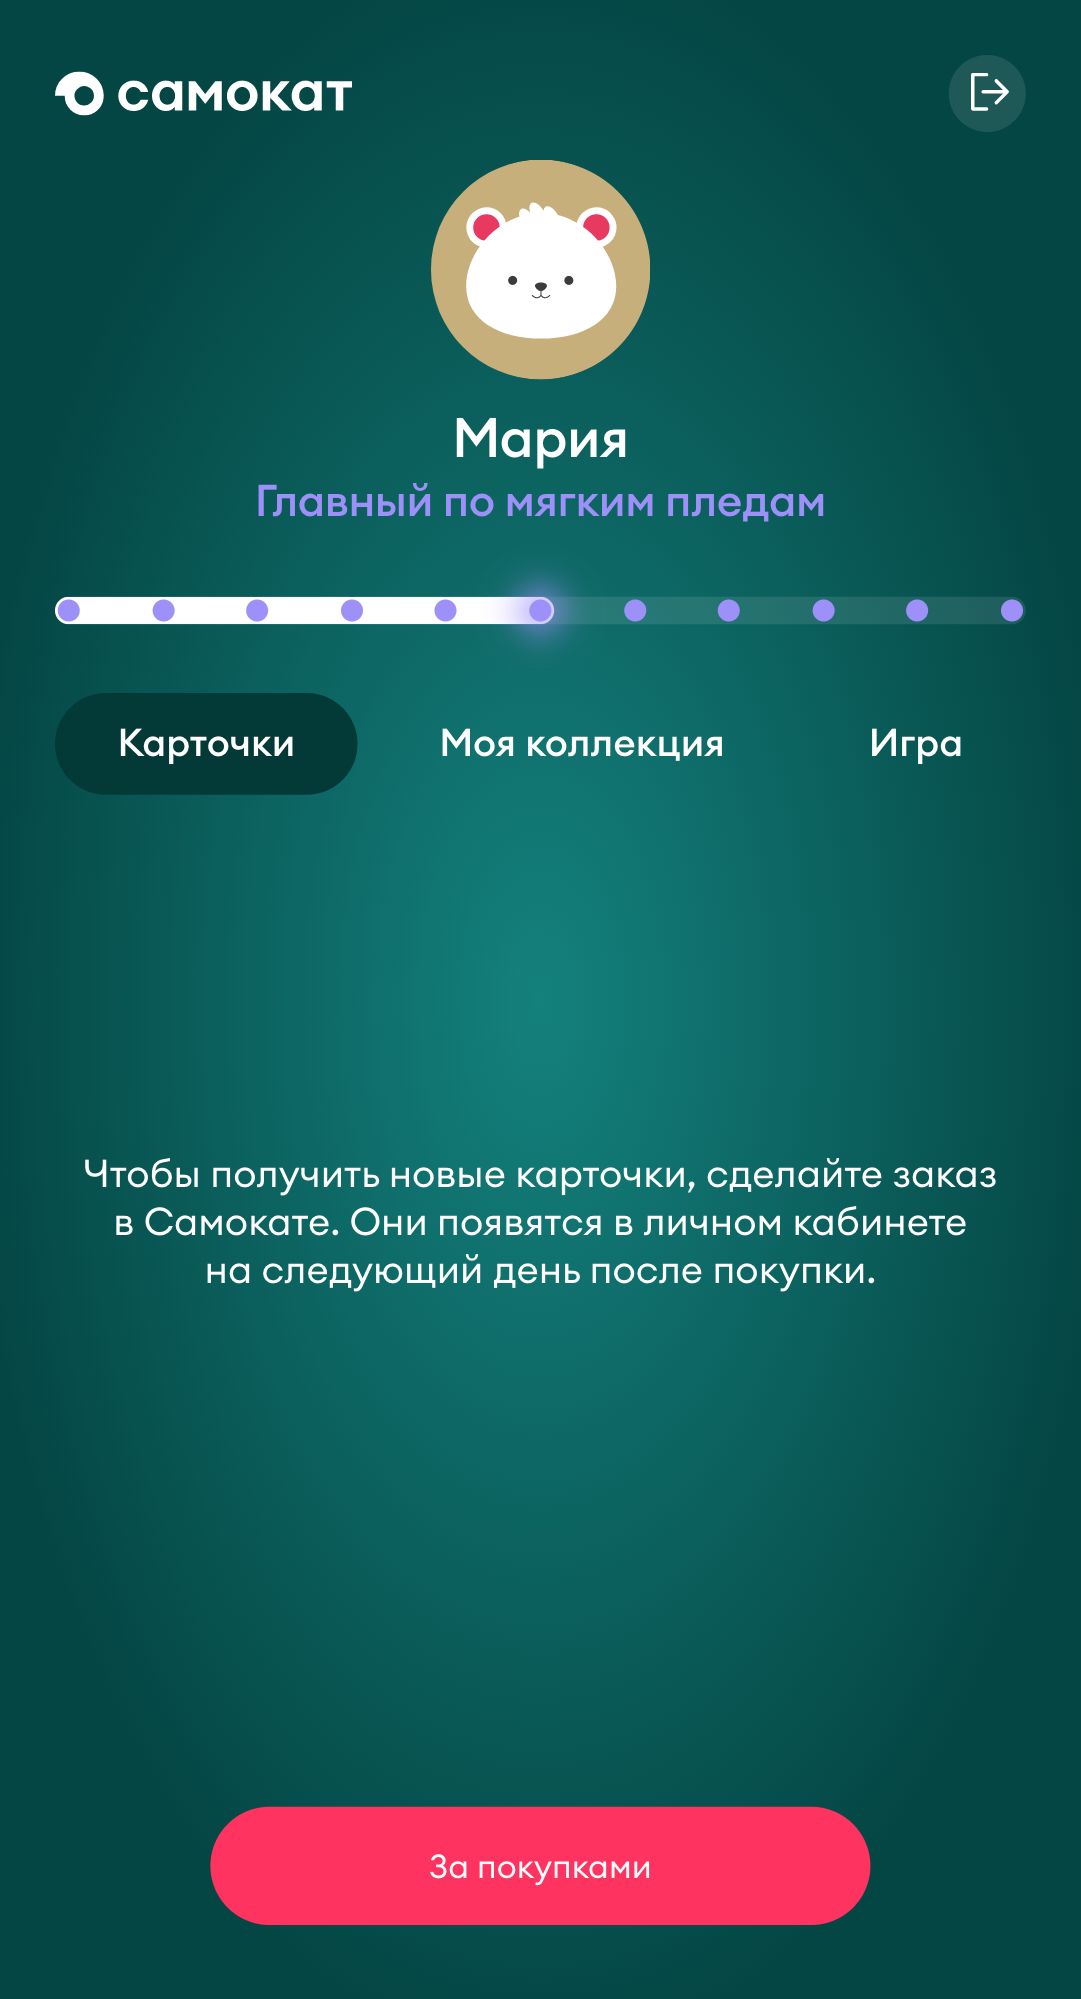 самокат
Мария
Главный по мягким пледам
Карточки
Моя коллекция
Игра
Чтобы получить новые карточки, сделайте заказ
в Самокате. Они появятся в личном кабинете
на следующий день после покупки.
За покупками